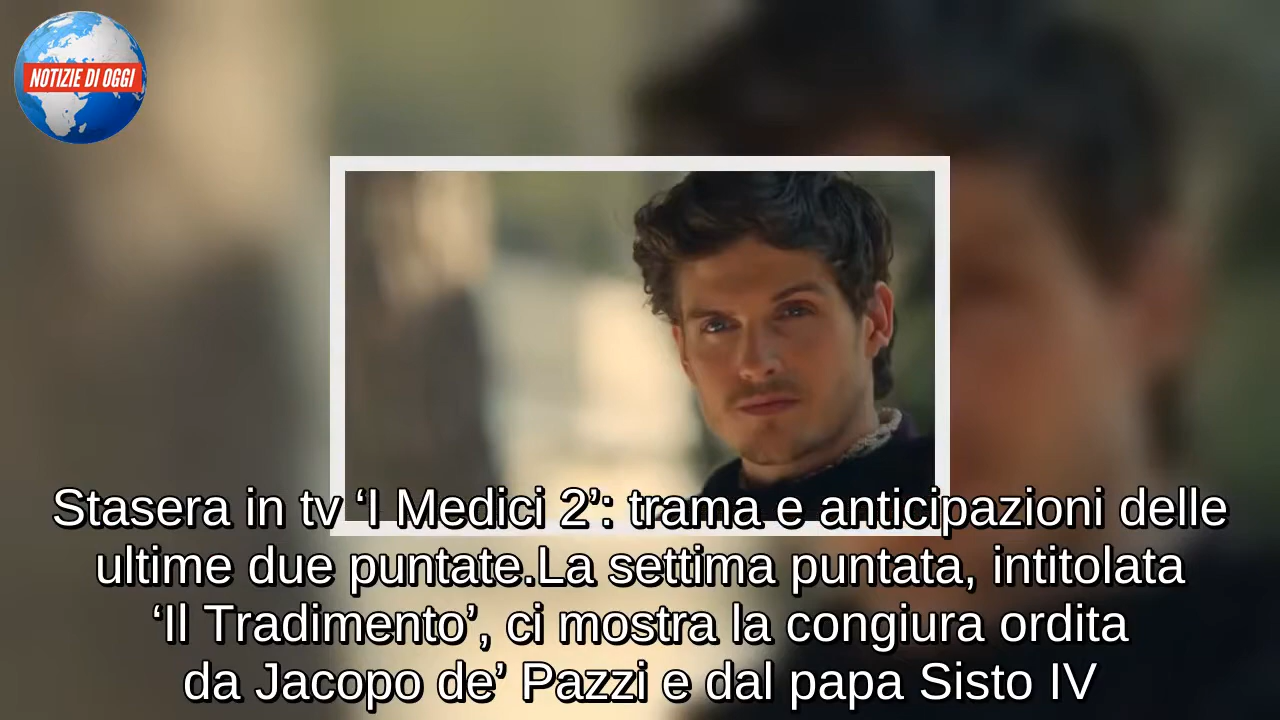 NOTIZIE DI OGGI
Stasera in tv ‘I Medici 2’: trama e anticipazioni delle
ultime due puntate.La settima puntata, intitolata
‘Il Tradimento’, ci mostra la congiura ordita
da Jacopo de’ Pazzi e dal papa Sisto IV